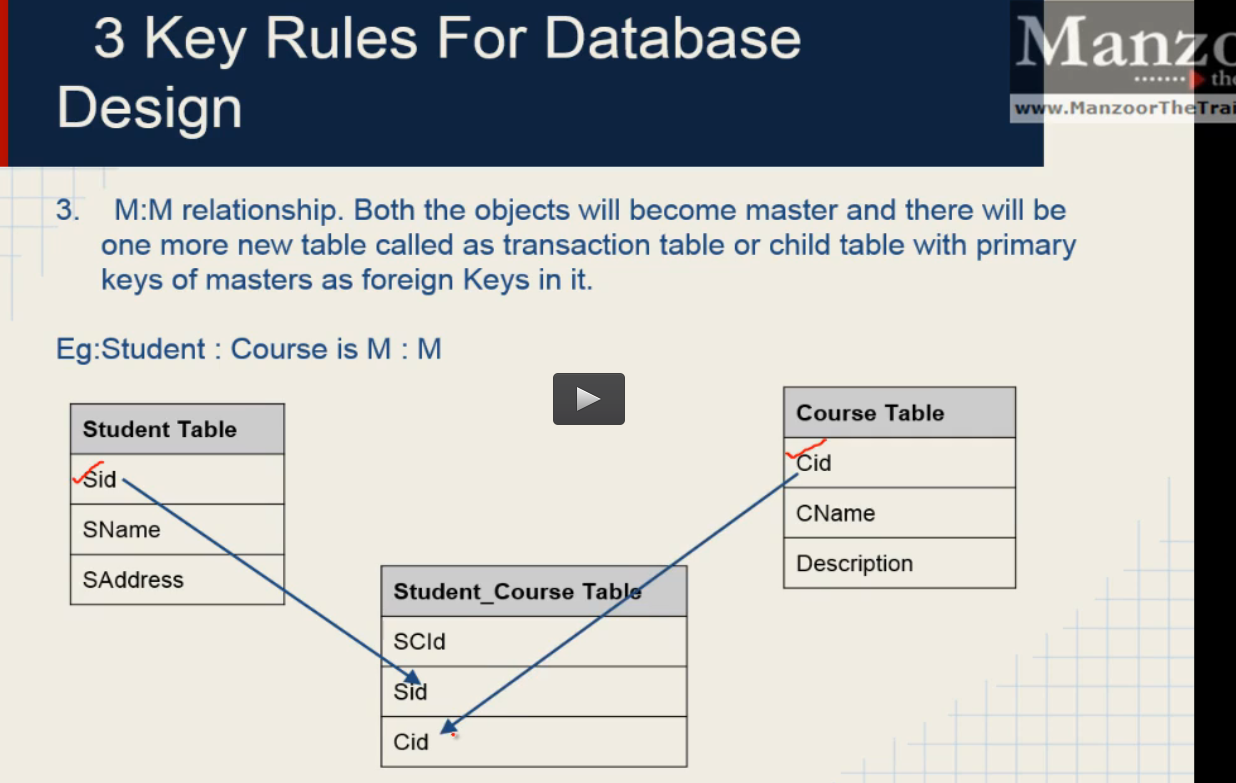 3 Key Rules For Database
Design
Manzo
the
www.ManzoorTheTrai
3. M:M relationship. Both the objects will become master and there will be
one more new table called as transaction table or child table with primary
keys of masters as foreign Keys in it.
Eg:Student : Course is M : M
Student Table
Sid
SName
SAddress
Course Table
Cid
CName
Description
Student_Course Table
SCId
Sid
Cid